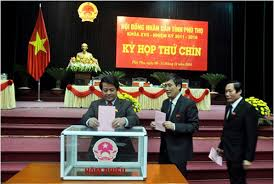 HỘI ĐỒNG NHÂN DÂN TỈNH PHÚ THỌ
KHÓA XVII - NHIỆM KỲ 2011 - 2016
KỲ HỌP THỨ CHÍN
HÒM PHIẾU